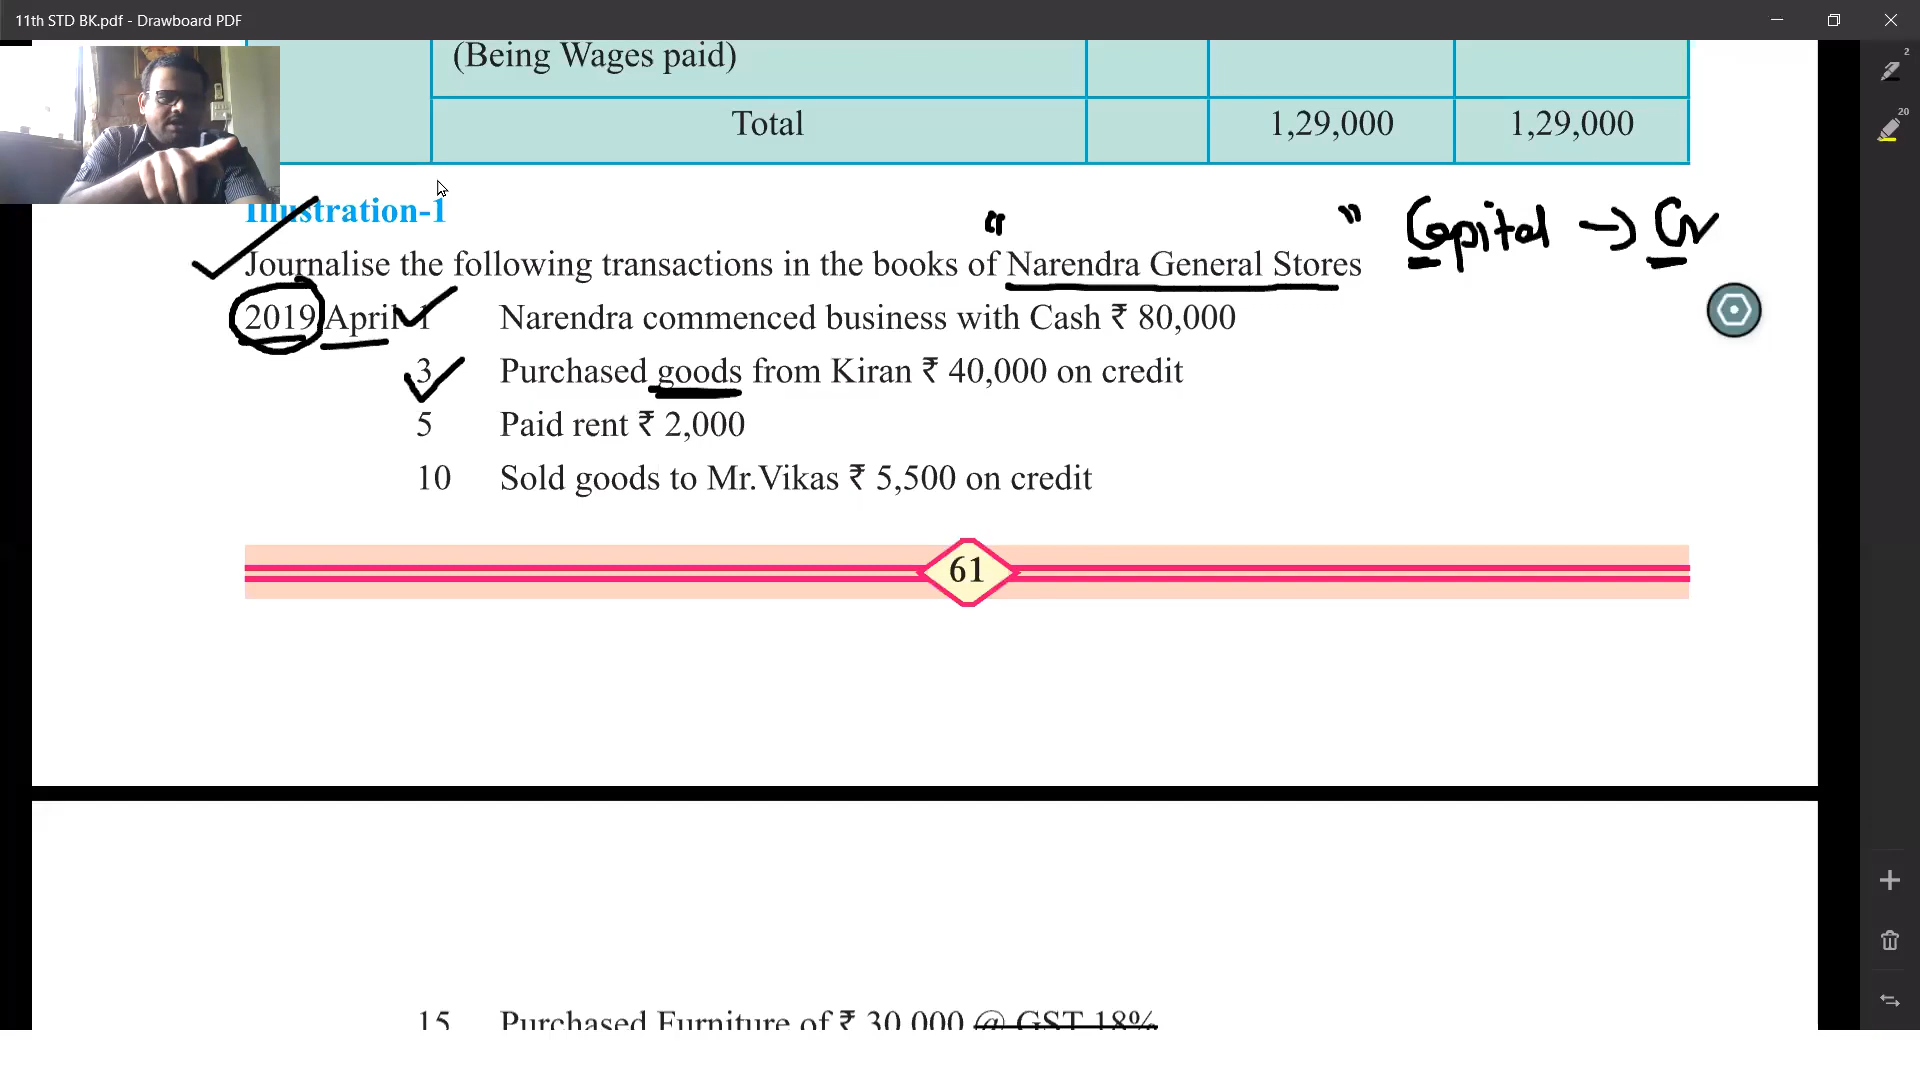 11th STD BK.pdf - Drawboard PDF
2
20
(Being Wages paid)
Total 1,29,000 1,29,000
Illustration-1
" " Capital → Cr
Journalise the following transactions in the books of Narendra General Stores
2019 April 1 Narendra commenced business with Cash ₹ 80,000
3 Purchased goods from Kiran ₹ 40,000 on credit
5 Paid rent ₹ 2,000
10 Sold goods to Mr.Vikas ₹ 5,500 on credit
61
15 Purchased Furniture of ₹ 30,000 @ GST 18%